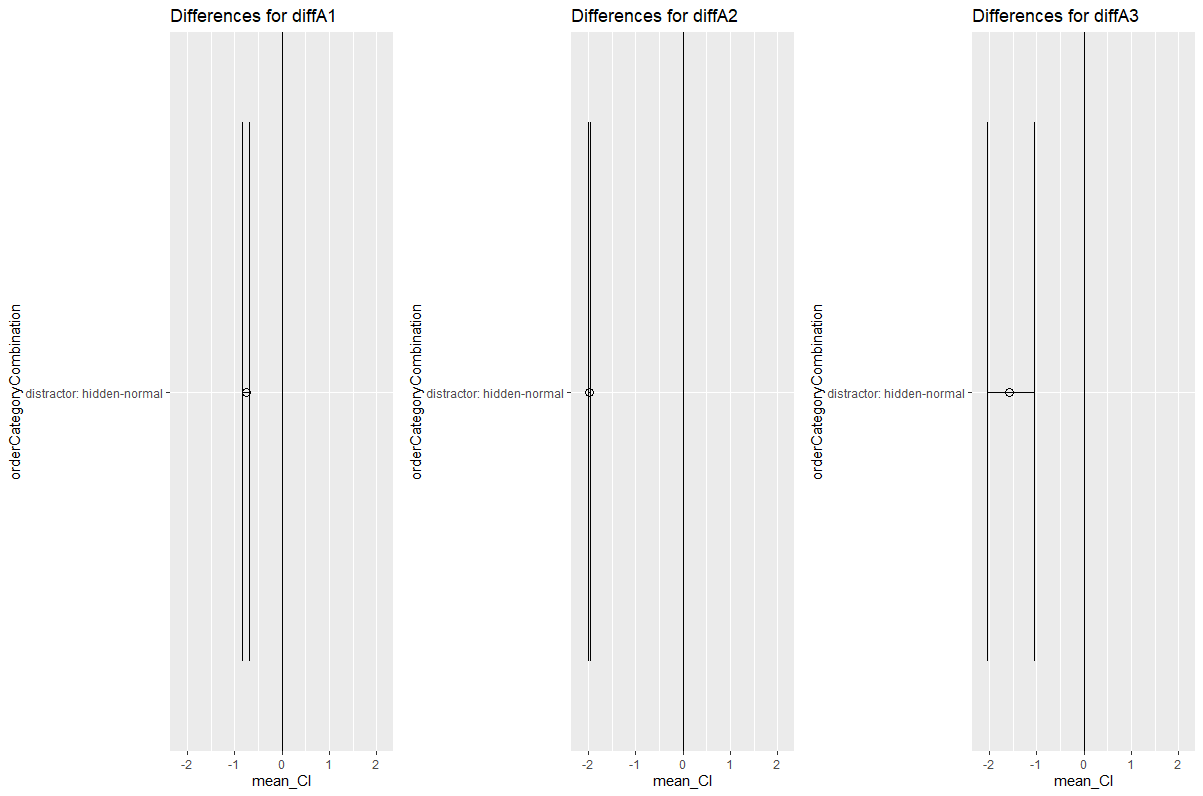 Differences for diffA1
orderCategoryCombination
distractor: hidden-normal
-2 -1 0 1 2
mean_CI
Differences for diffA2
orderCategoryCombination
distractor: hidden-normal
-2 -1 0 1 2
mean_CI
Differences for diffA3
orderCategoryCombination
distractor: hidden-normal
-2 -1 0 1 2
mean_CI